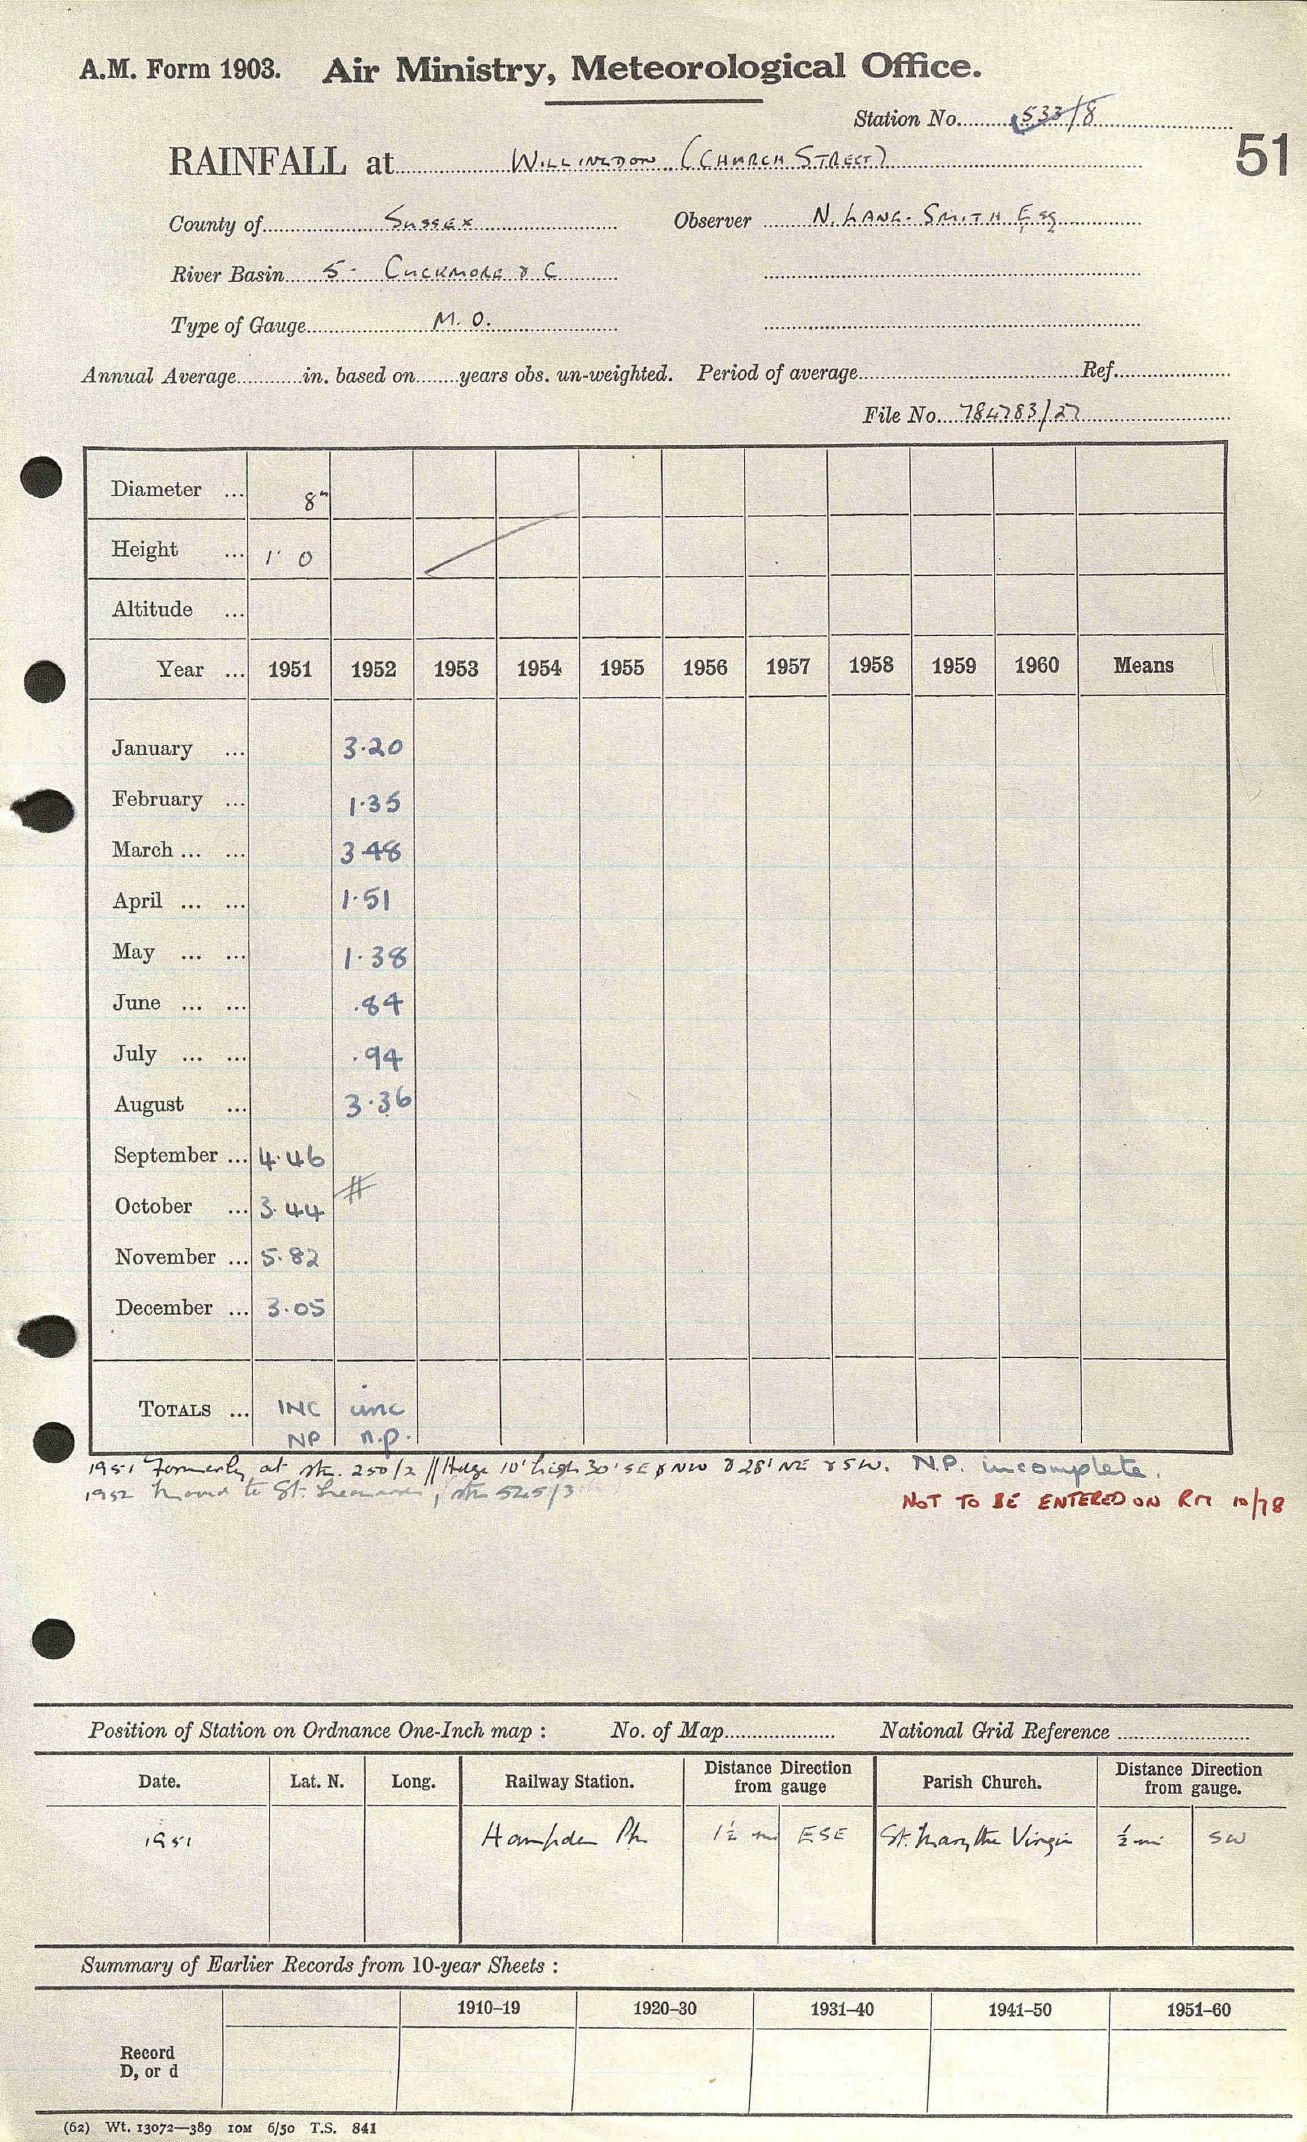 A.M. Form 1903. Air Ministry, Meteorological Office.
Station No. 533/8
51
RAINFALL at Willingdon (Church Street)
County of Sussex Observer N. Lang-Smith Esq
River Basin 5 - Cuckmere & C
Type of Gauge M.O.
Annual Average in. based on years obs. un-weighted. Period of average Ref.
File No. 784783/27
Diameter ... 8"
Height ... 1' 0
Altitude ...
Year ... 1951 1952 1953 1954 1955 1956 1957 1958 1959 1960 Means
January ... 3.20
February ... 1.35
March ... ... 3.48
April ... ... 1.51
May ... ... 1.38
June ... ... .84
July ... ... .94
August ... 3.36
September ... 4.46
October ... 3.44
November ... 5.82
December ... 3.05
TOTALS ... INC inc
NP n.p.
1951 Formerly at stn. 250/2 // Hedge 10' high 30' SE & NW & 28' NE & SW. N.P. incomplete.
1952 Moved to St. Leonards, stn 525/3
NOT TO BE ENTERED ON RM 10/78
Position of Station on Ordnance One-Inch map : No. of Map National Grid Reference
Date. Lat. N. Long. Railway Station. Distance Direction from gauge Parish Church. Distance Direction from gauge.
1951 Hampden Pk 1½ mi ESE St. Mary the Virgin ½ mi SW
Summary of Earlier Records from 10-year Sheets :
1910–19 1920–30 1931–40 1941–50 1951–60
Record
D, or d
(62) Wt. 13072—389 10M 6/50 T.S. 841